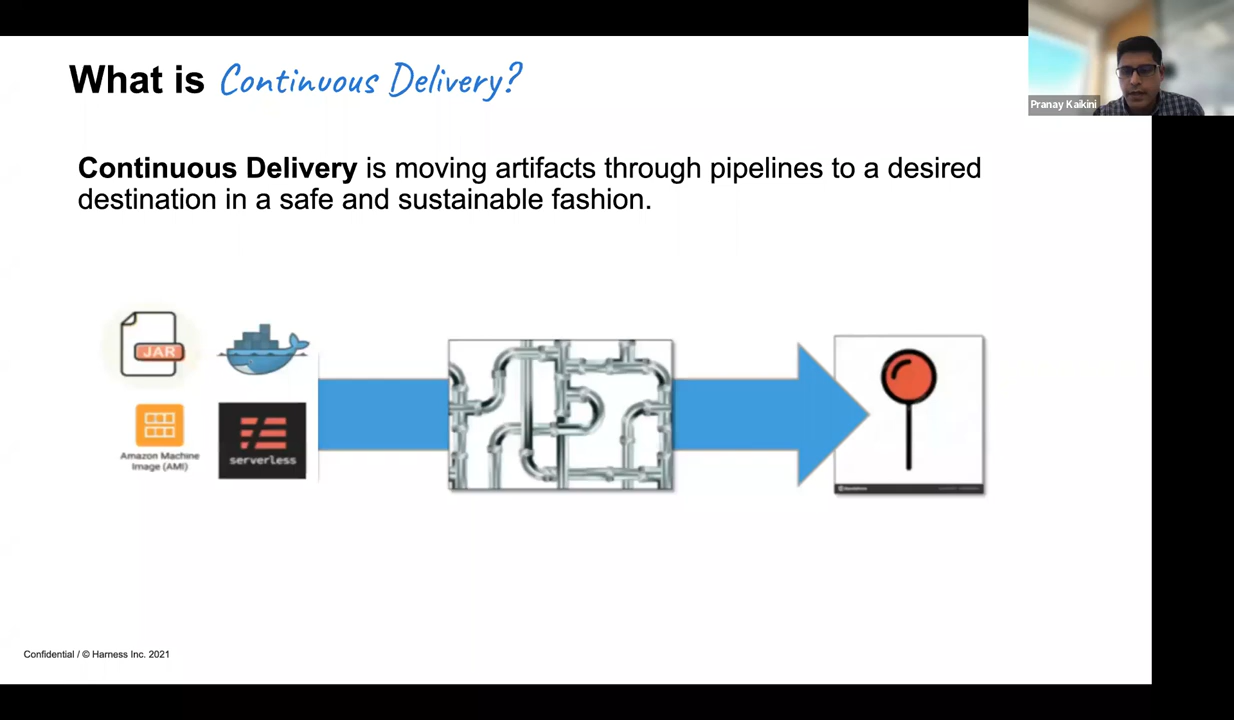 What is Continuous Delivery?
Pranay Kaikini
Continuous Delivery is moving artifacts through pipelines to a desired
destination in a safe and sustainable fashion.
JAR
Amazon Machine
Image (AMI)
serverless
Confidential / © Harness Inc. 2021